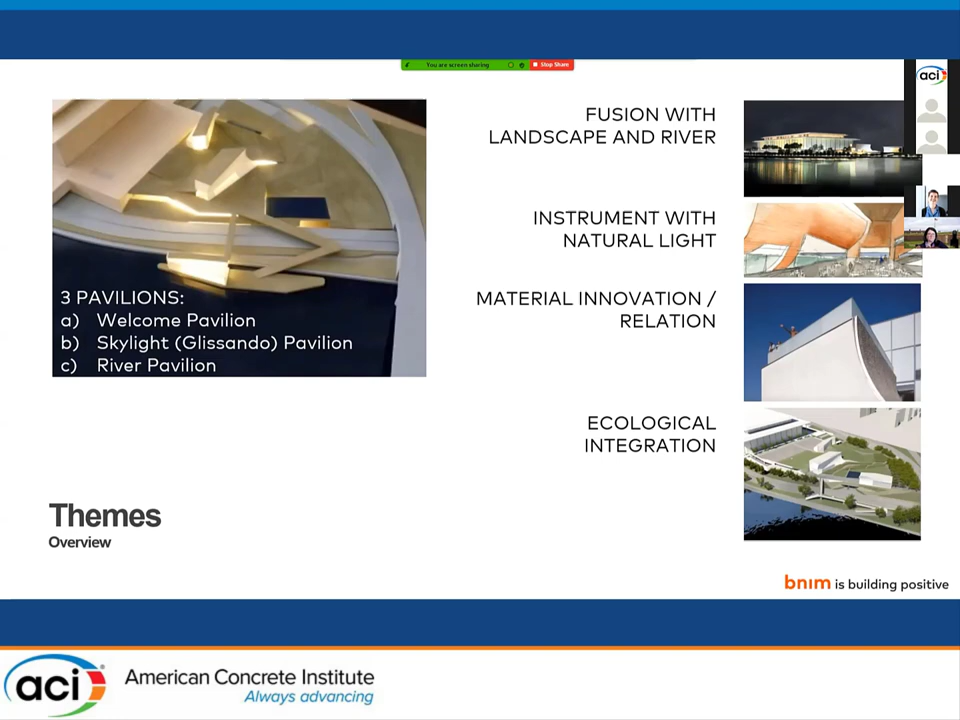 You are screen sharing
Stop Share
aci
FUSION WITH
LANDSCAPE AND RIVER
INSTRUMENT WITH
NATURAL LIGHT
MATERIAL INNOVATION /
RELATION
ECOLOGICAL
INTEGRATION
3 PAVILIONS:
a) Welcome Pavilion
b) Skylight (Glissando) Pavilion
c) River Pavilion
Themes
Overview
bnim is building positive
aci
American Concrete Institute
Always advancing